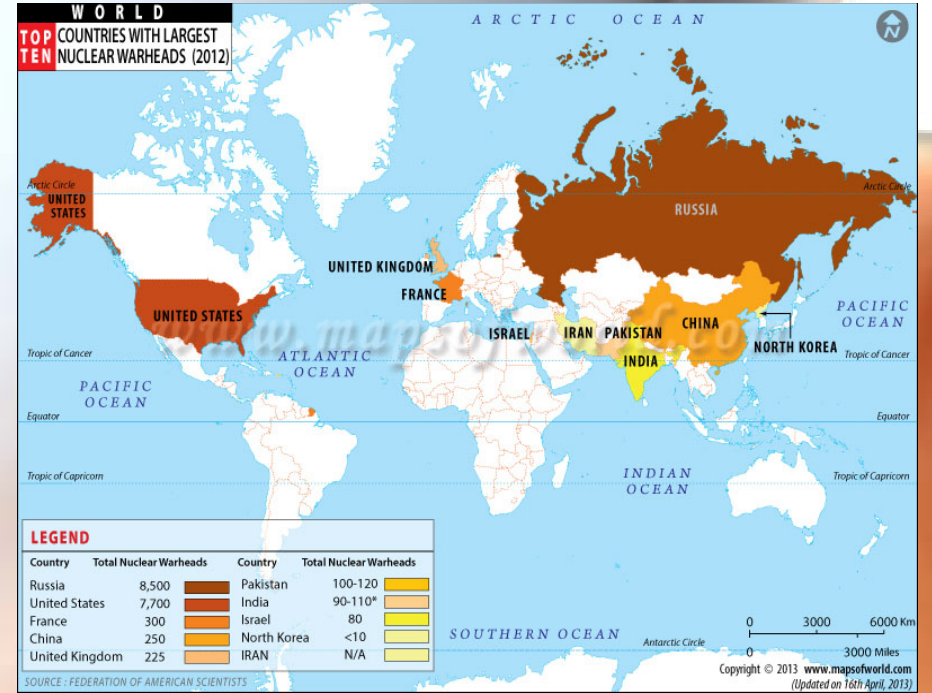 WORLD
TOP TEN COUNTRIES WITH LARGEST
NUCLEAR WARHEADS (2012)
ARCTIC OCEAN
N
Arctic Circle
Arctic Circle
UNITED
STATES
RUSSIA
UNITED KINGDOM
FRANCE
UNITED STATES
ISRAEL
IRAN
PAKISTAN
CHINA
PACIFIC
OCEAN
NORTH KOREA
www.mapsofworld.com
Tropic of Cancer
ATLANTIC
OCEAN
Tropic of Cancer
INDIA
PACIFIC
OCEAN
Equator
Equator
Tropic of Capricorn
INDIAN
OCEAN
Tropic of Capricorn
LEGEND
Country Total Nuclear Warheads Country Total Nuclear Warheads
Russia 8,500 Pakistan 100-120
United States 7,700 India 90-110*
France 300 Israel 80
China 250 North Korea <10
United Kingdom 225 IRAN N/A
SOURCE : FEDERATION OF AMERICAN SCIENTISTS
SOUTHERN OCEAN
Antarctic Circle
0 3000 6000 Km
0 3000 Miles
Copyright © 2013 www.mapsofworld.com
(Updated on 16th April, 2013)